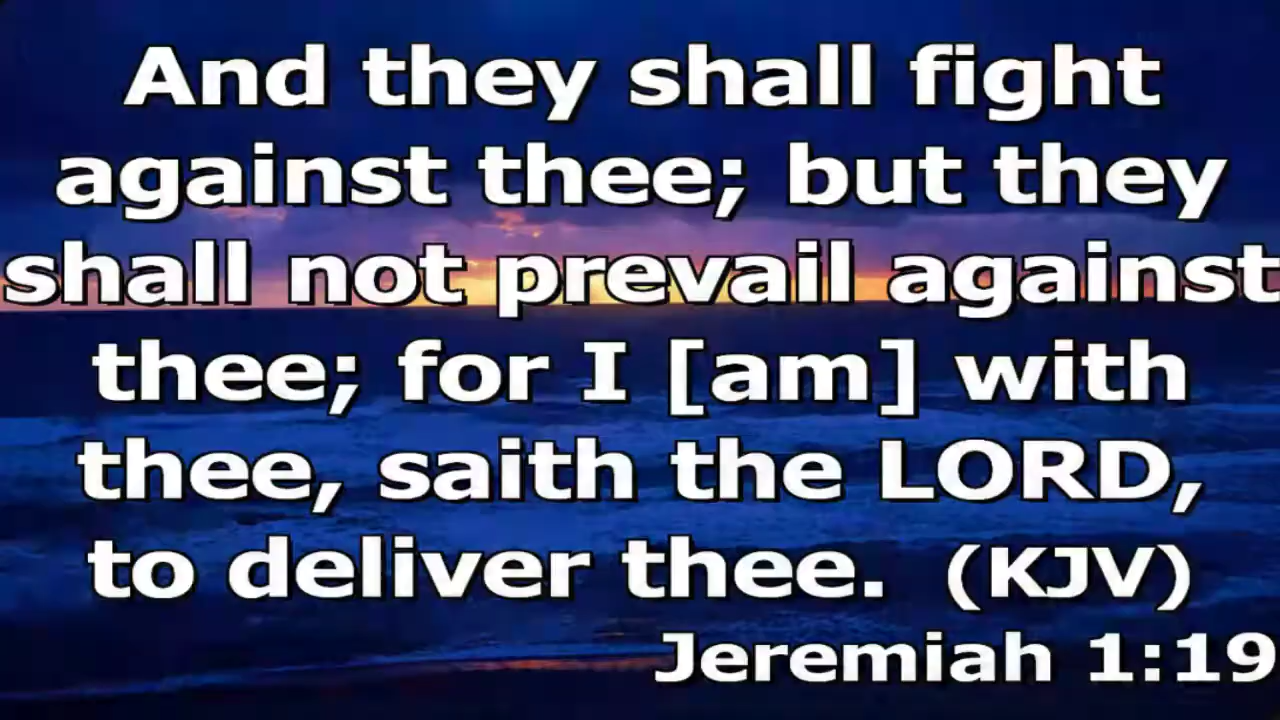 And they shall fight
against thee; but they
shall not prevail against
thee; for I [am] with
thee, saith the LORD,
to deliver thee. (KJV)
Jeremiah 1:19